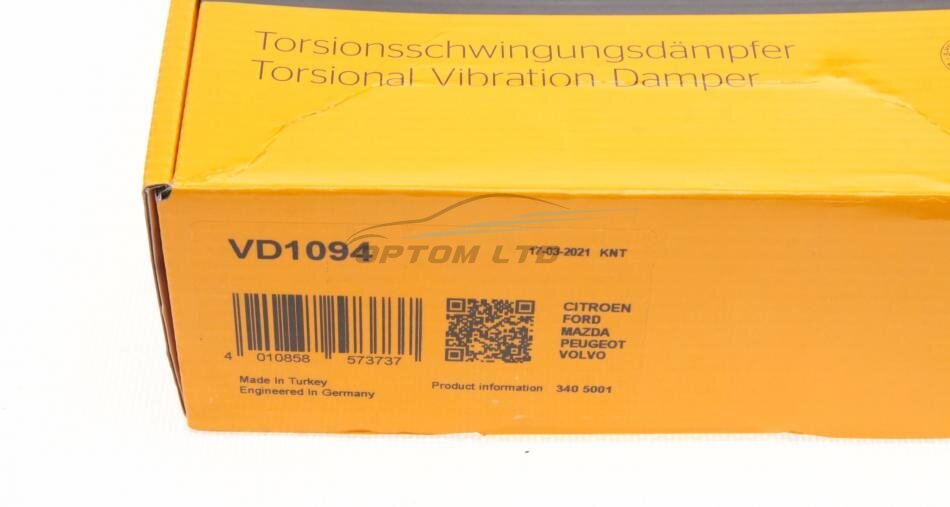 Torsionsschwingungsdämpfer
Torsional Vibration Damper
VD1094
OPTOM LTD
17-03-2021 KNT
CITROEN
FORD
MAZDA
PEUGEOT
VOLVO
4 010858 573737
Made In Turkey
Engineered In Germany
Product information 340 5001